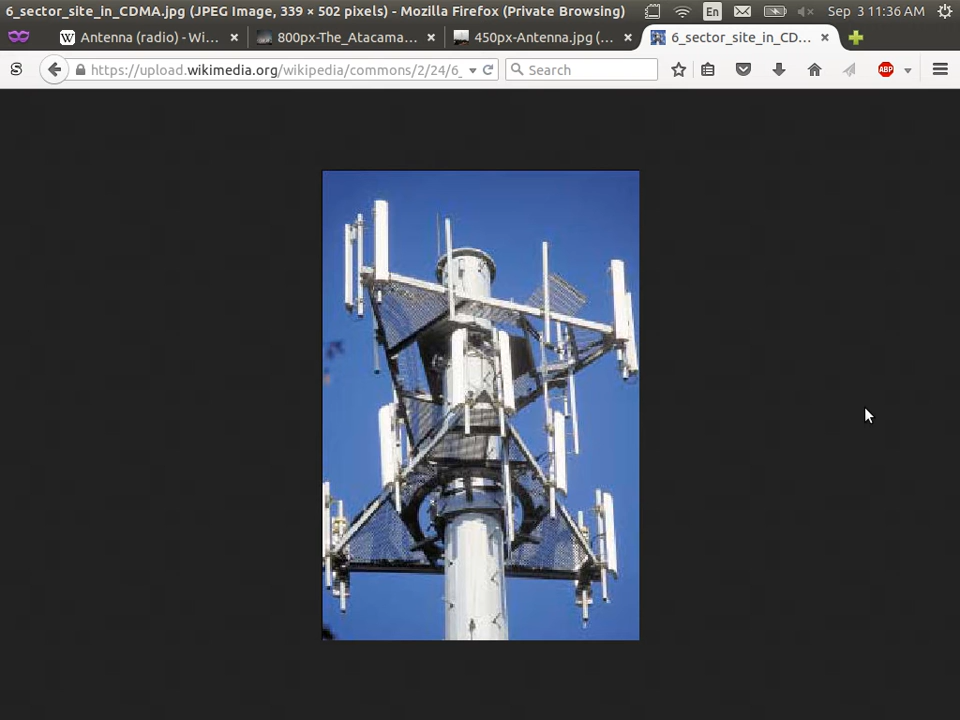 6_sector_site_in_CDMA.jpg (JPEG Image, 339 × 502 pixels) - Mozilla Firefox (Private Browsing)
En
Sep 3 11:36 AM
W Antenna (radio) - Wi...
800px-The_Atacama...
450px-Antenna.jpg (...
6_sector_site_in_CD...
S
https://upload.wikimedia.org/wikipedia/commons/2/24/6_
Search
ABP